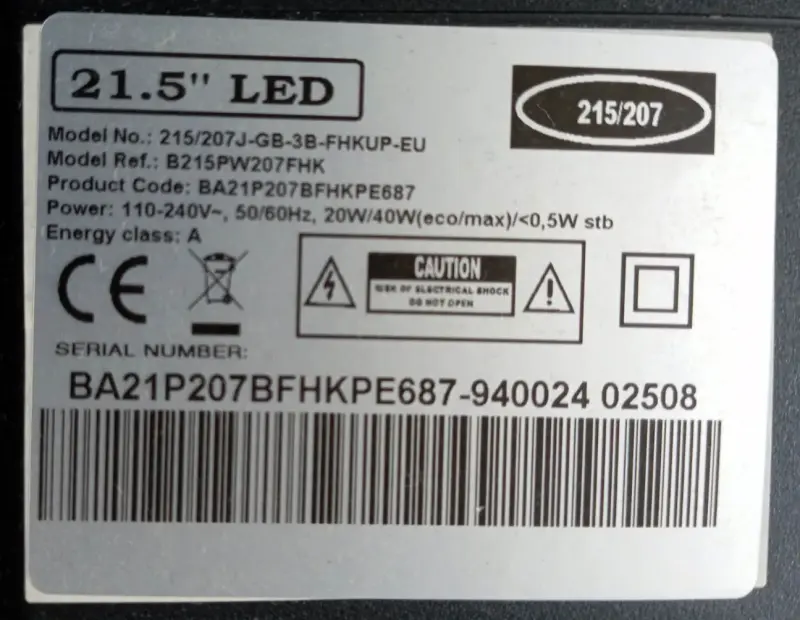 21.5" LED
215/207
Model No.: 215/207J-GB-3B-FHKUP-EU
Model Ref.: B215PW207FHK
Product Code: BA21P207BFHKPE687
Power: 110-240V~, 50/60Hz, 20W/40W(eco/max)/<0,5W stb
Energy class: A
CE
CAUTION
RISK OF ELECTRICAL SHOCK
DO NOT OPEN
SERIAL NUMBER:
BA21P207BFHKPE687-940024 02508